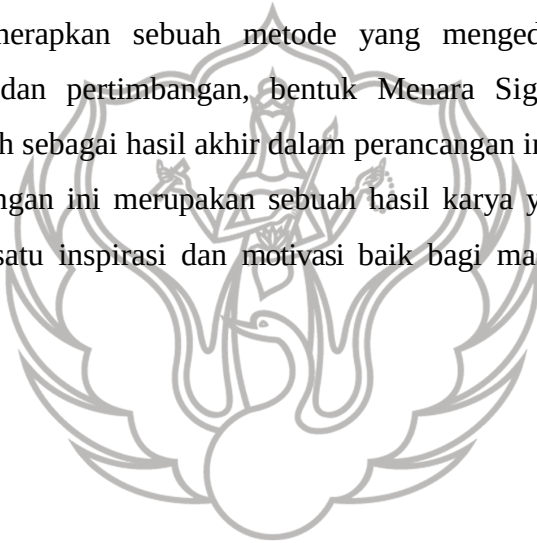 nerapkan sebuah metode yang menged
dan pertimbangan, bentuk Menara Sig
h sebagai hasil akhir dalam perancangan in
ngan ini merupakan sebuah hasil karya y
satu inspirasi dan motivasi baik bagi mas